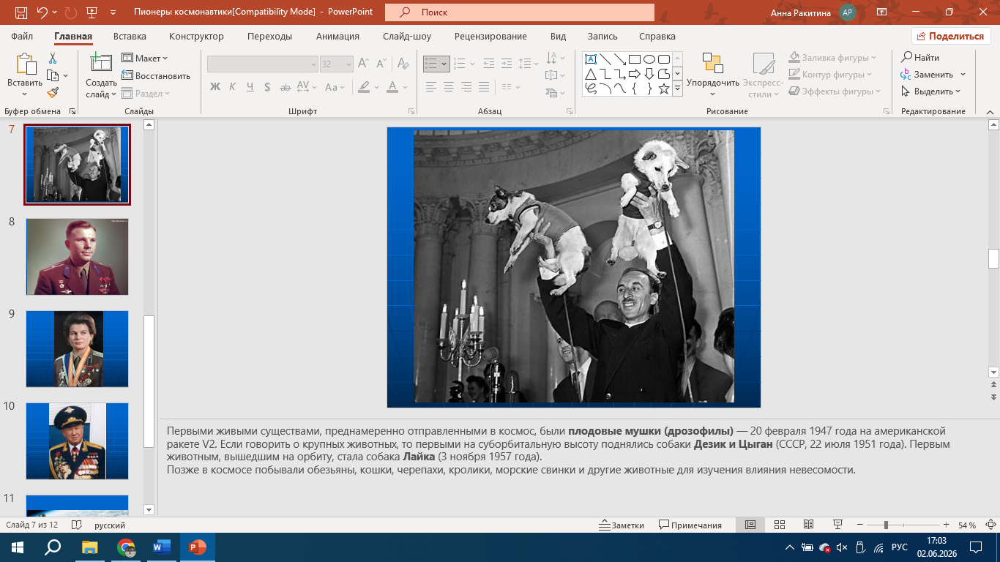 Пионеры космонавтики[Compatibility Mode] - PowerPoint
Поиск
Анна Ракитина
АР
Файл Главная Вставка Конструктор Переходы Анимация Слайд-шоу Рецензирование Вид Запись Справка
Поделиться
Вставить
Буфер обмена
Создать слайд
Макет
Восстановить
Раздел
Слайды
32
Ж К Ч S ab AV Aa A
Шрифт
Абзац
Упорядочить
Экспресс-стили
Заливка фигуры
Контур фигуры
Эффекты фигуры
Рисование
Найти
Заменить
Выделить
Редактирование
7
8
9
10
11
Первыми живыми существами, преднамеренно отправленными в космос, были плодовые мушки (дрозофилы) — 20 февраля 1947 года на американской
ракете V2. Если говорить о крупных животных, то первыми на суборбитальную высоту поднялись собаки Дезик и Цыган (СССР, 22 июля 1951 года). Первым
животным, вышедшим на орбиту, стала собака Лайка (3 ноября 1957 года).
Позже в космосе побывали обезьяны, кошки, черепахи, кролики, морские свинки и другие животные для изучения влияния невесомости.
Слайд 7 из 12
русский
Заметки
Примечания
54 %
РУС
17:03
02.06.2026